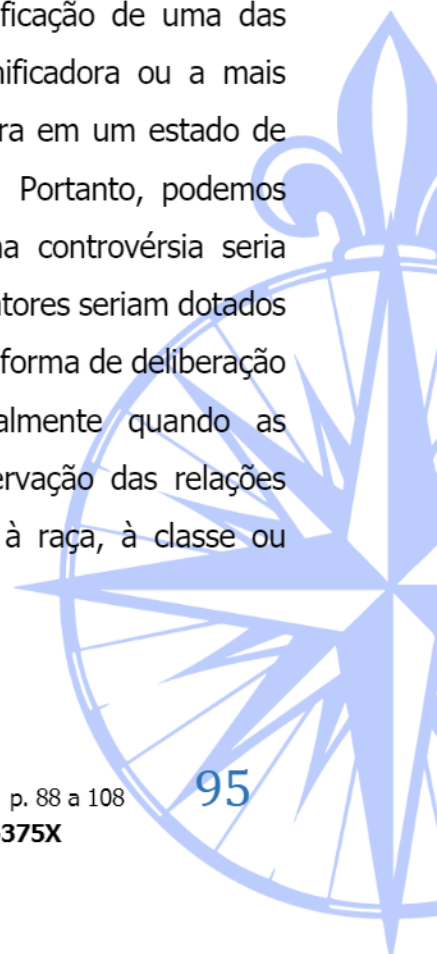 ficação de uma das
nificadora ou a mais
ra em um estado de
Portanto, podemos
na controvérsia seria
atores seriam dotados
forma de deliberação
almente quando as
ervação das relações
à raça, à classe ou
p. 88 a 108 95
375X